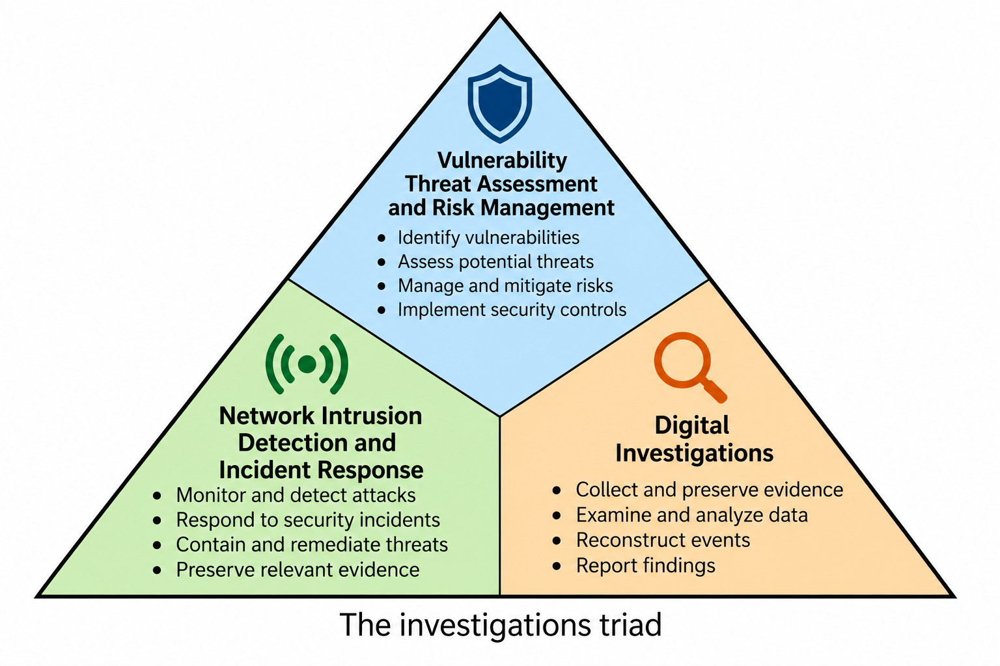 Vulnerability
Threat Assessment
and Risk Management
• Identify vulnerabilities
• Assess potential threats
• Manage and mitigate risks
• Implement security controls
Network Intrusion
Detection and
Incident Response
• Monitor and detect attacks
• Respond to security incidents
• Contain and remediate threats
• Preserve relevant evidence
Digital
Investigations
• Collect and preserve evidence
• Examine and analyze data
• Reconstruct events
• Report findings
The investigations triad